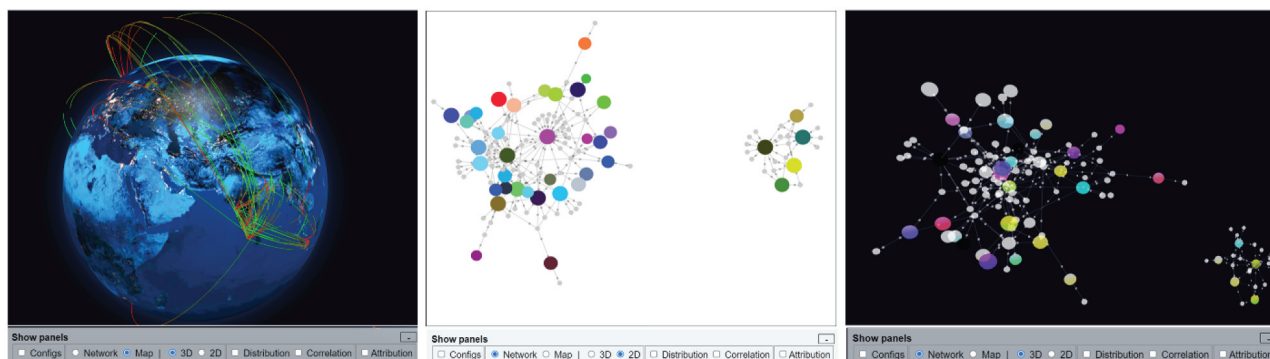 Show panels -
Configs Network Map | 3D 2D Distribution Correlation Attribution
Show panels -
Configs Network Map | 3D 2D Distribution Correlation Attribution
Show panels -
Configs Network Map | 3D 2D Distribution Correlation Attribution